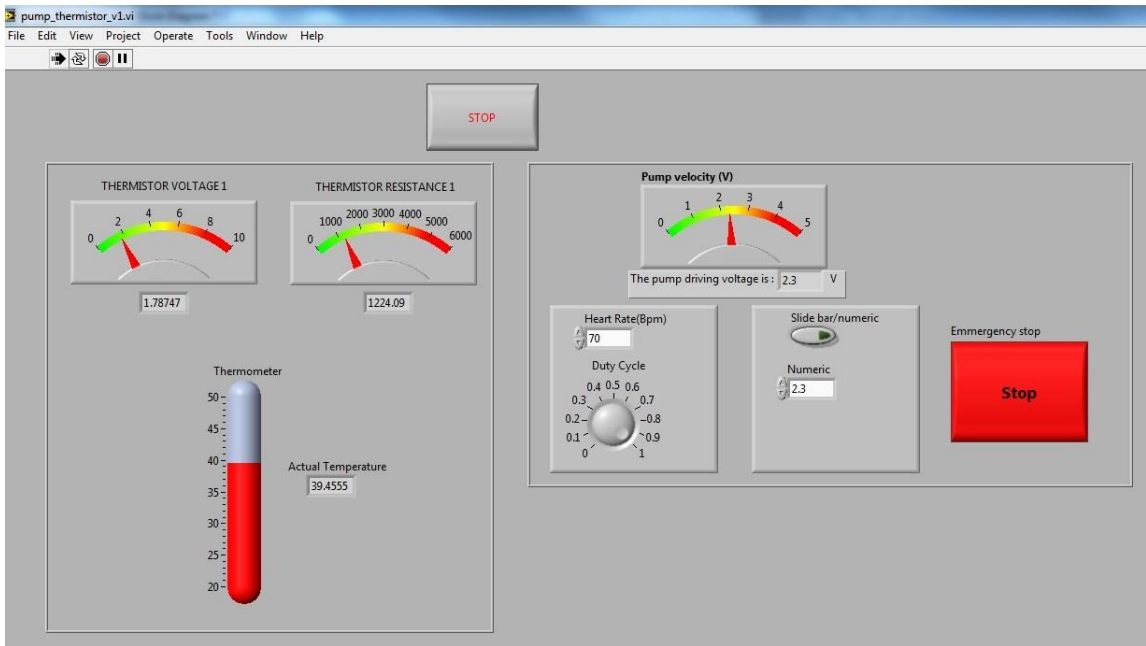 pump_thermistor_v1.vi
File Edit View Project Operate Tools Window Help
STOP
THERMISTOR VOLTAGE 1
0 2 4 6 8 10
1.78747
THERMISTOR RESISTANCE 1
0 1000 2000 3000 4000 5000 6000
1224.09
Thermometer
50
45
40
35
30
25
20
Actual Temperature
39.4555
Pump velocity (V)
0 1 2 3 4 5
The pump driving voltage is : 2.3 V
Heart Rate(Bpm)
70
Duty Cycle
0 0.1 0.2 0.3 0.4 0.5 0.6 0.7 0.8 0.9 1
Slide bar/numeric
Numeric
2.3
Emmergency stop
Stop